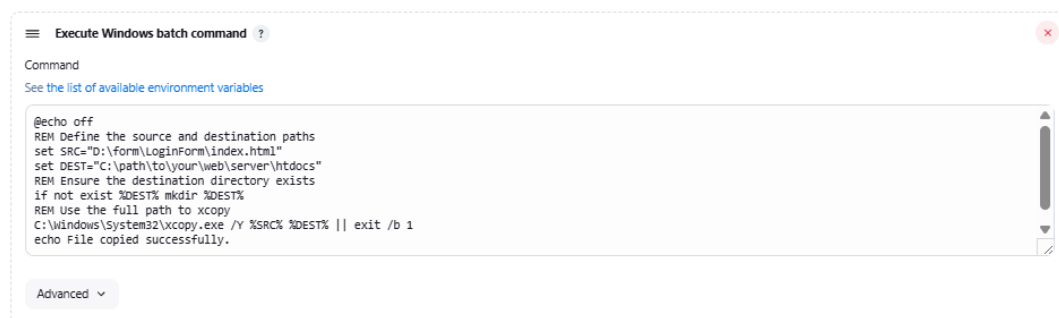 Execute Windows batch command ?
Command
See the list of available environment variables
@echo off
REM Define the source and destination paths
set SRC="D:\form\LoginForm\index.html"
set DEST="C:\path\to\your\web\server\htdocs"
REM Ensure the destination directory exists
if not exist %DEST% mkdir %DEST%
REM Use the full path to xcopy
C:\Windows\System32\xcopy.exe /Y %SRC% %DEST% || exit /b 1
echo File copied successfully.
Advanced